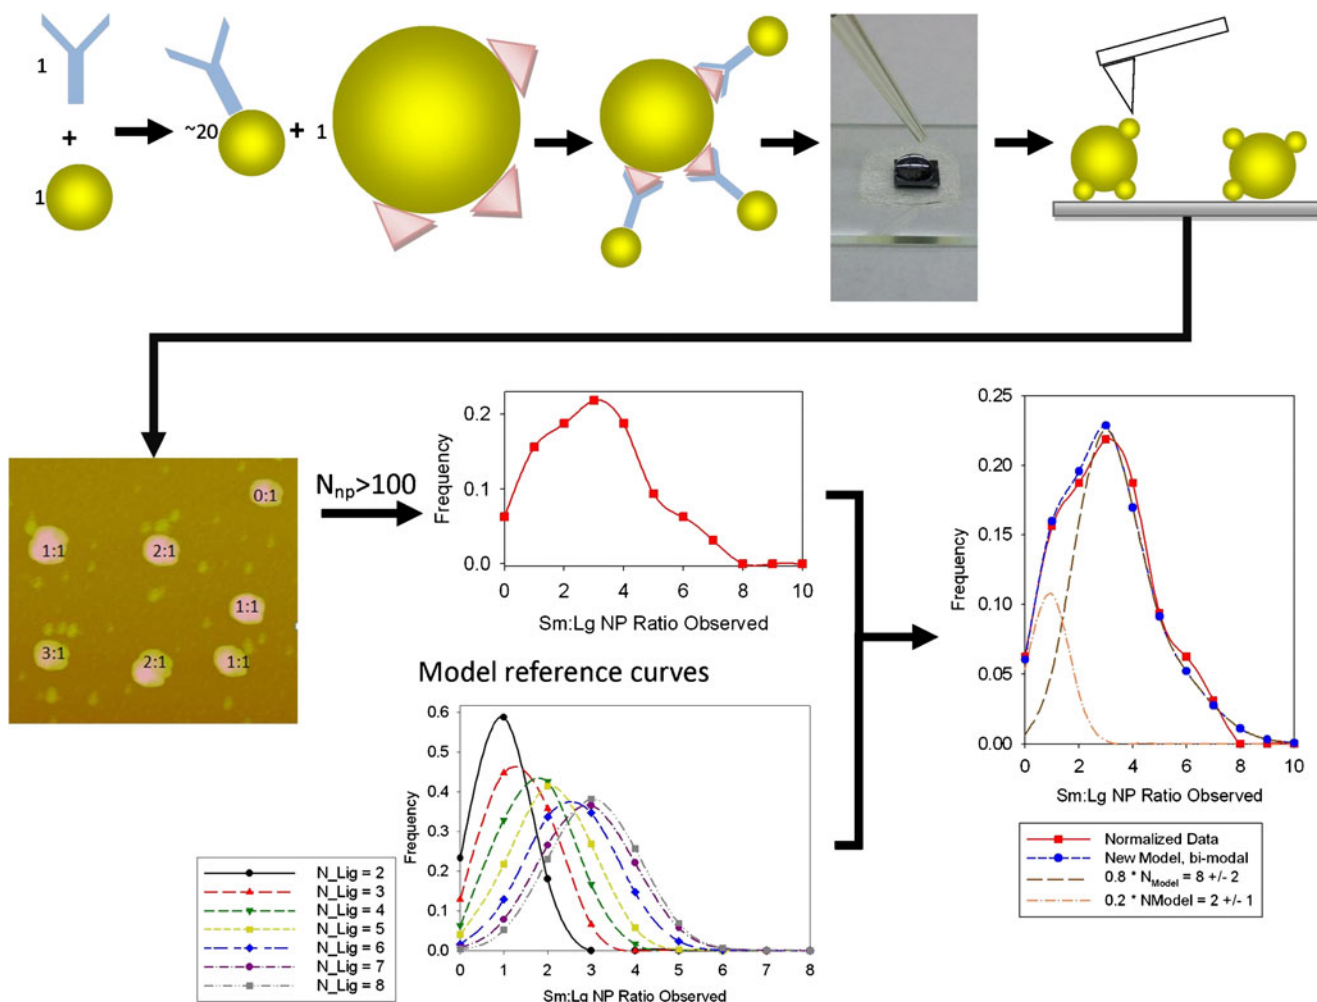 1
+
1
~20
+
1
0:1
1:1
2:1
1:1
3:1
2:1
1:1
Nnp>100
Frequency
0.2
0.1
0.0
0 2 4 6 8 10
Sm:Lg NP Ratio Observed
Model reference curves
Frequency
0.6
0.5
0.4
0.3
0.2
0.1
0.0
0 1 2 3 4 5 6 7 8
Sm:Lg NP Ratio Observed
N_Lig = 2
N_Lig = 3
N_Lig = 4
N_Lig = 5
N_Lig = 6
N_Lig = 7
N_Lig = 8
Frequency
0.25
0.20
0.15
0.10
0.05
0.00
0 2 4 6 8 10
Sm:Lg NP Ratio Observed
Normalized Data
New Model, bi-modal
0.8 * NModel = 8 +/- 2
0.2 * NModel = 2 +/- 1